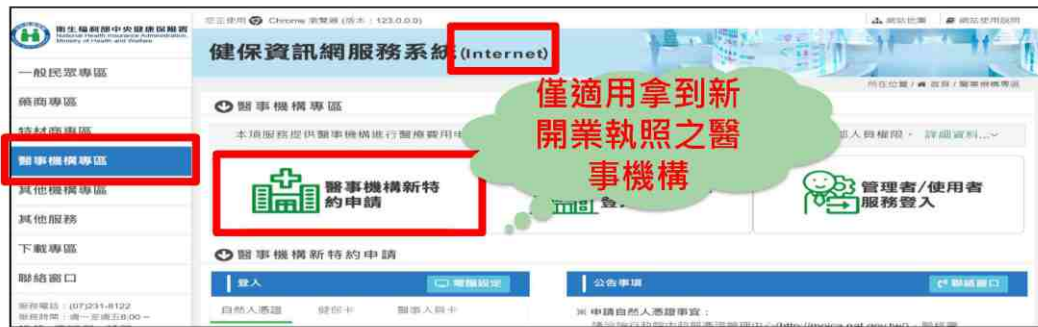 衛生福利部中央健康保險署
National Health Insurance Administration,
Ministry of Health and Welfare
您正使用 Chrome 瀏覽器 (版本 : 123.0.0.0)
網站地圖 網站使用說明
健保資訊網服務系統(Internet)
所在位置 / 首頁 / 醫事機構專區
一般民眾專區
藥商專區
特材商專區
醫事機構專區
其他機構專區
其他服務
下載專區
聯絡窗口
服務電話：(07)231-8122
服務時間：週一至週五8:00 ~
醫事機構專區
本項服務提供醫事機構進行醫療費用申
部人員權限， 詳細資料...
僅適用拿到新
開業執照之醫
事機構
醫事機構新特
約申請
登入
管理者/使用者
服務登入
醫事機構新特約申請
登入
電腦設定
自然人憑證 健保卡 醫事人員卡
公告事項
聯絡窗口
※ 申請自然人憑證事宜：